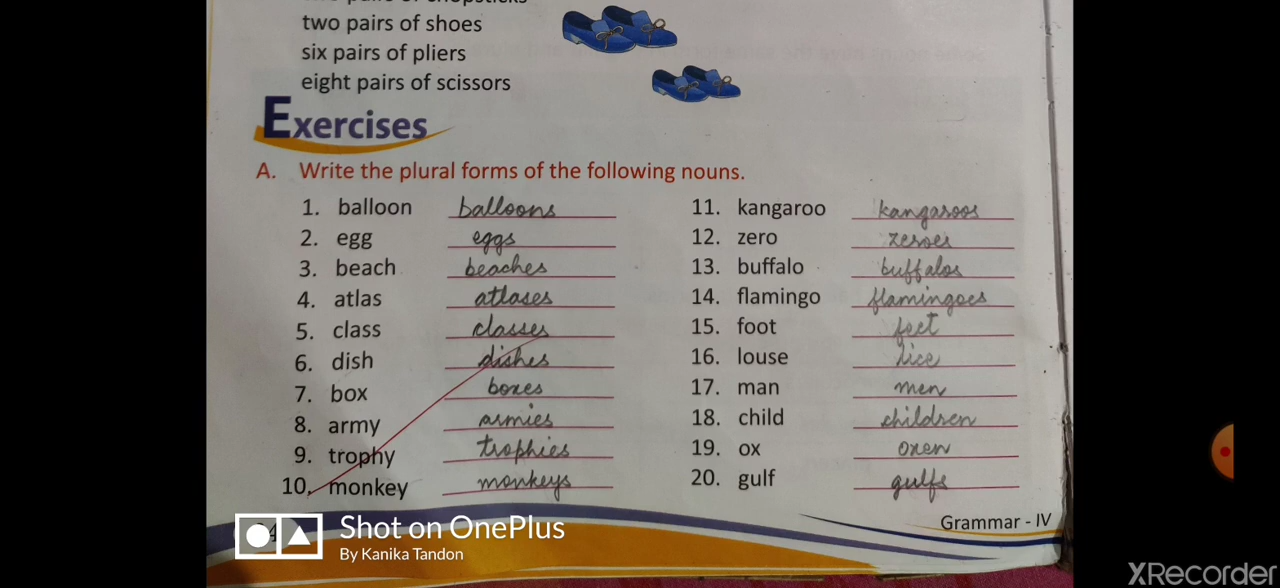 two pairs of shoes
six pairs of pliers
eight pairs of scissors
Exercises
A. Write the plural forms of the following nouns.
1. balloon balloons
2. egg eggs
3. beach beaches
4. atlas atlases
5. class classes
6. dish dishes
7. box boxes
8. army armies
9. trophy trophies
10. monkey monkeys
11. kangaroo kangaroos
12. zero zeroes
13. buffalo buffalos
14. flamingo flamingoes
15. foot feet
16. louse lice
17. man men
18. child children
19. ox oxen
20. gulf gulfs
Grammar - IV
Shot on OnePlus
By Kanika Tandon
XRecorder